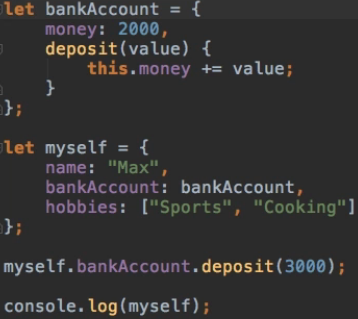 let bankAccount = {
    money: 2000,
    deposit(value) {
        this.money += value;
    }
};
let myself = {
    name: "Max",
    bankAccount: bankAccount,
    hobbies: ["Sports", "Cooking"]
};
myself.bankAccount.deposit(3000);
console.log(myself);